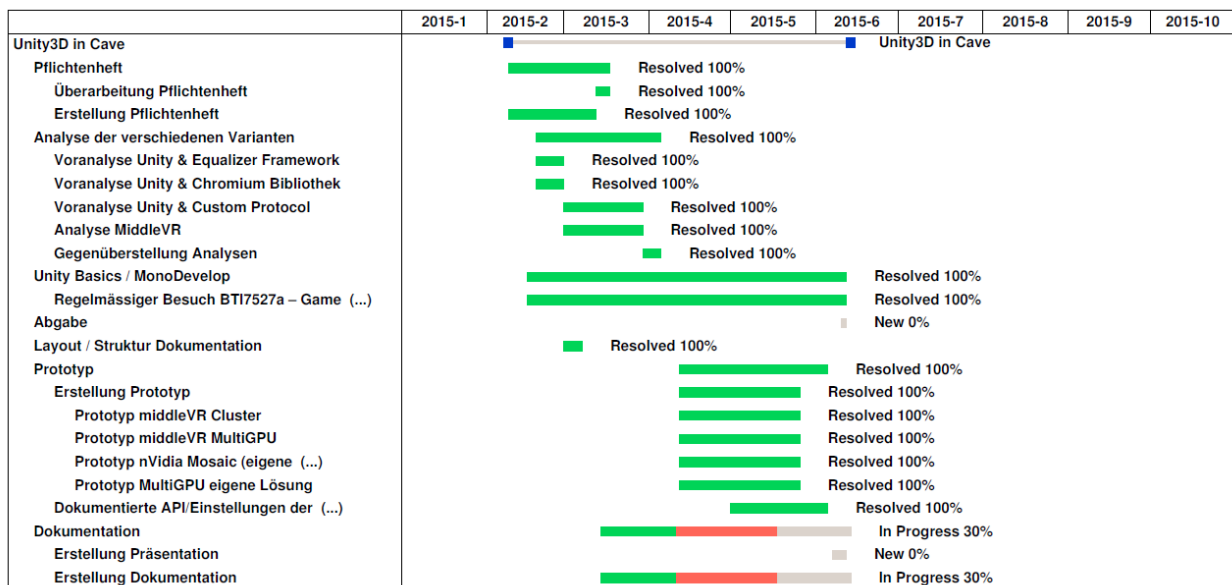 2015-1 2015-2 2015-3 2015-4 2015-5 2015-6 2015-7 2015-8 2015-9 2015-10
Unity3D in Cave Unity3D in Cave
Pflichtenheft Resolved 100%
Überarbeitung Pflichtenheft Resolved 100%
Erstellung Pflichtenheft Resolved 100%
Analyse der verschiedenen Varianten Resolved 100%
Voranalyse Unity & Equalizer Framework Resolved 100%
Voranalyse Unity & Chromium Bibliothek Resolved 100%
Voranalyse Unity & Custom Protocol Resolved 100%
Analyse MiddleVR Resolved 100%
Gegenüberstellung Analysen Resolved 100%
Unity Basics / MonoDevelop Resolved 100%
Regelmässiger Besuch BTI7527a – Game (...) Resolved 100%
Abgabe New 0%
Layout / Struktur Dokumentation Resolved 100%
Prototyp Resolved 100%
Erstellung Prototyp Resolved 100%
Prototyp middleVR Cluster Resolved 100%
Prototyp middleVR MultiGPU Resolved 100%
Prototyp nVidia Mosaic (eigene (...) Resolved 100%
Prototyp MultiGPU eigene Lösung Resolved 100%
Dokumentierte API/Einstellungen der (...) Resolved 100%
Dokumentation In Progress 30%
Erstellung Präsentation New 0%
Erstellung Dokumentation In Progress 30%